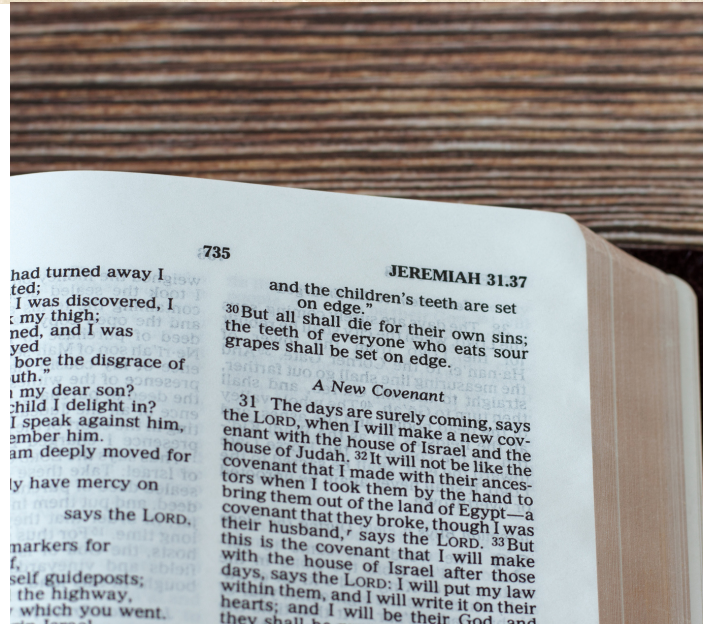 735
JEREMIAH 31.37
had turned away I
ted;
I was discovered, I
my thigh;
med, and I was
yed
bore the disgrace of
uth."
my dear son?
child I delight in?
I speak against him,
ember him.
am deeply moved for
ly have mercy on
says the LORD.
markers for
f,
self guideposts;
the highway,
which you went.
and the children's teeth are set
on edge."
30 But all shall die for their own sins;
the teeth of everyone who eats sour
grapes shall be set on edge.
A New Covenant
31 The days are surely coming, says
the LORD, when I will make a new cov-
enant with the house of Israel and the
house of Judah. 32 It will not be like the
covenant that I made with their ances-
tors when I took them by the hand to
bring them out of the land of Egypt—a
covenant that they broke, though I was
their husband,r says the LORD. 33 But
this is the covenant that I will make
with the house of Israel after those
days, says the LORD: I will put my law
within them, and I will write it on their
hearts; and I will be their God, and
they shall be